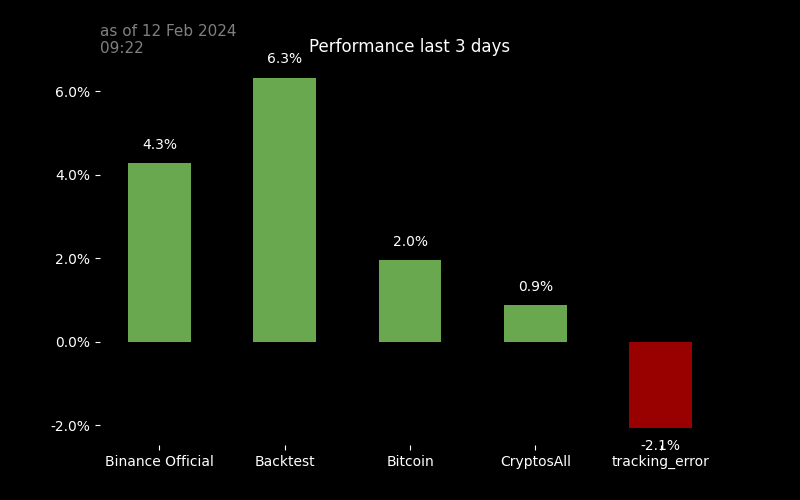 as of 12 Feb 2024
09:22
Performance last 3 days
6.3%
6.0%
4.3%
4.0%
2.0%
2.0%
0.9%
0.0%
-2.0%
-2.1%
Binance Official
Backtest
Bitcoin
CryptosAll
tracking_error